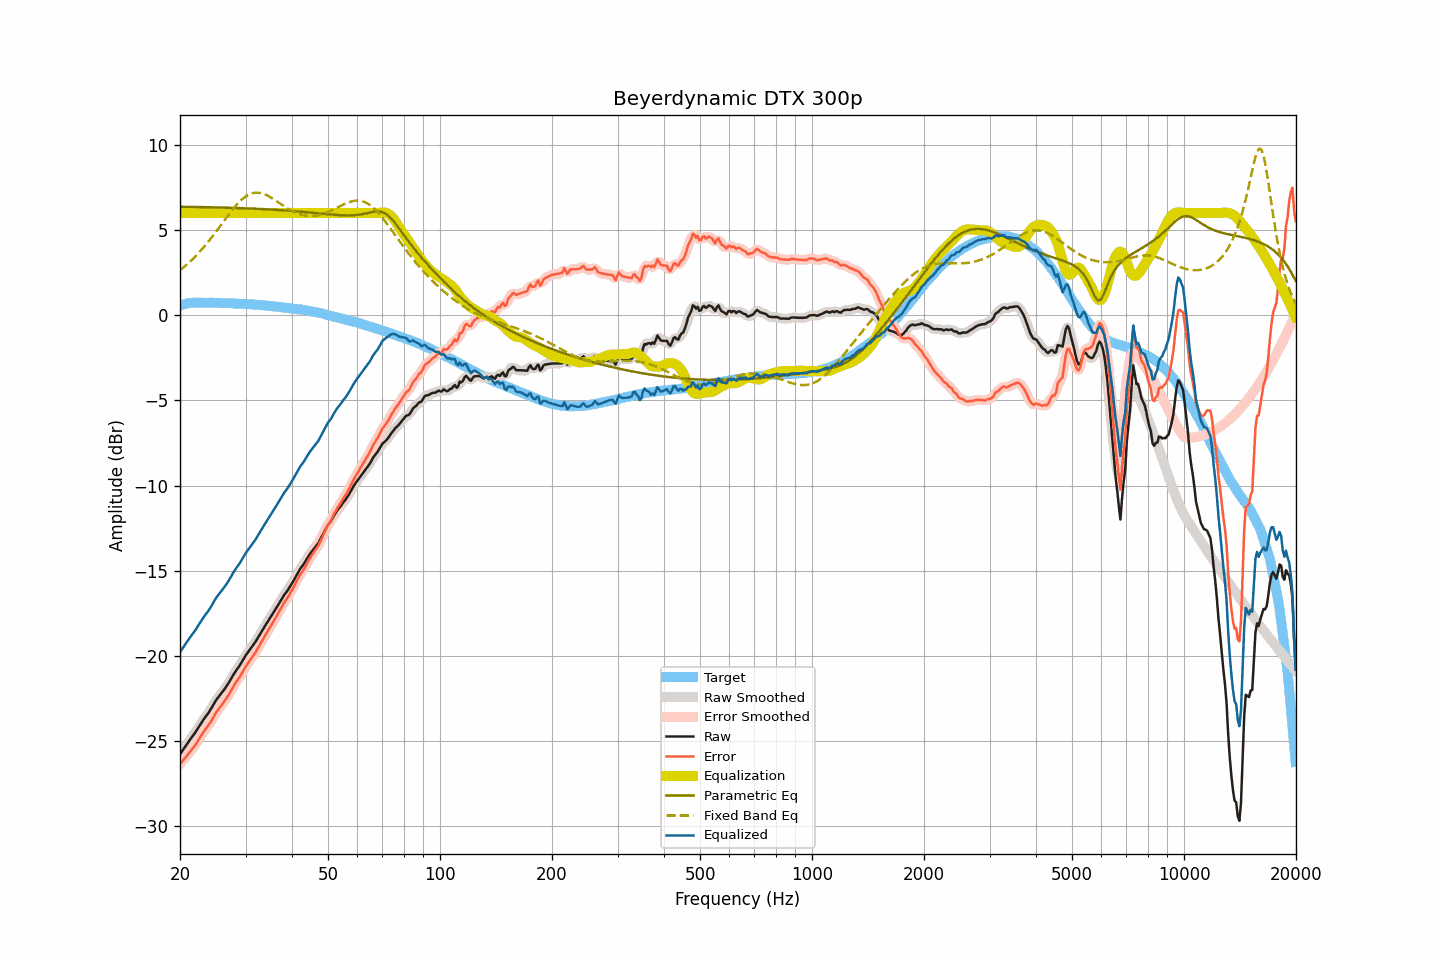 Beyerdynamic DTX 300p
10
5
0
−5
−10
−15
−20
−25
−30
Amplitude (dBr)
Target
Raw Smoothed
Error Smoothed
Raw
Error
Equalization
Parametric Eq
Fixed Band Eq
Equalized
20 50 100 200 500 1000 2000 5000 10000 20000
Frequency (Hz)